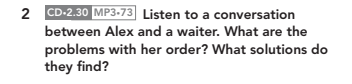 2 CD•2.30 MP3•73 Listen to a conversation
between Alex and a waiter. What are the
problems with her order? What solutions do
they find?